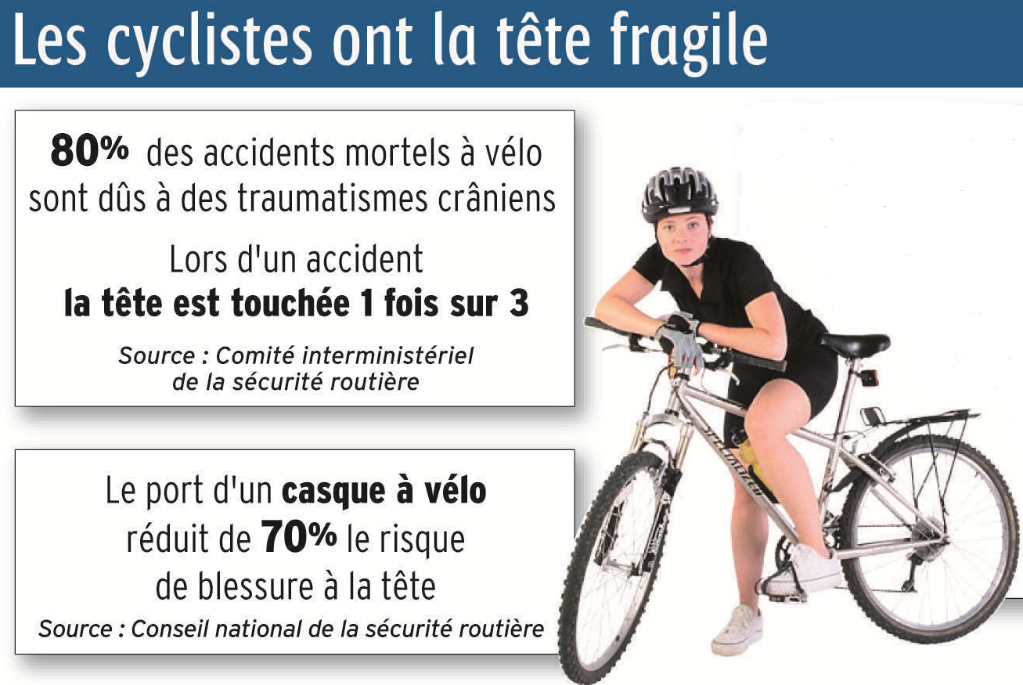 Les cyclistes ont la tête fragile
80% des accidents mortels à vélo
sont dûs à des traumatismes crâniens
Lors d'un accident
la tête est touchée 1 fois sur 3
Source : Comité interministériel
de la sécurité routière
Le port d'un casque à vélo
réduit de 70% le risque
de blessure à la tête
Source : Conseil national de la sécurité routière
SPECIALIZED